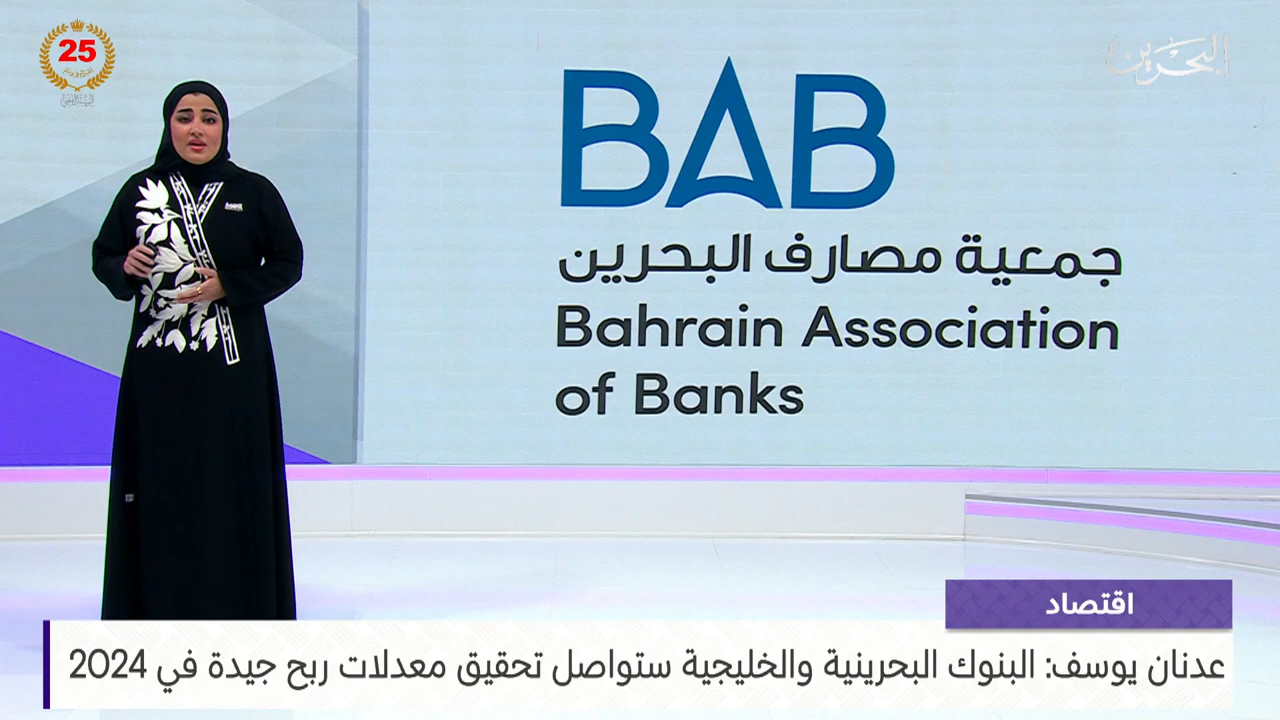 25
البحرين
BAB
جمعية مصارف البحرين
Bahrain Association
of Banks
اقتصاد
عدنان يوسف: البنوك البحرينية والخليجية ستواصل تحقيق معدلات ربح جيدة في 2024